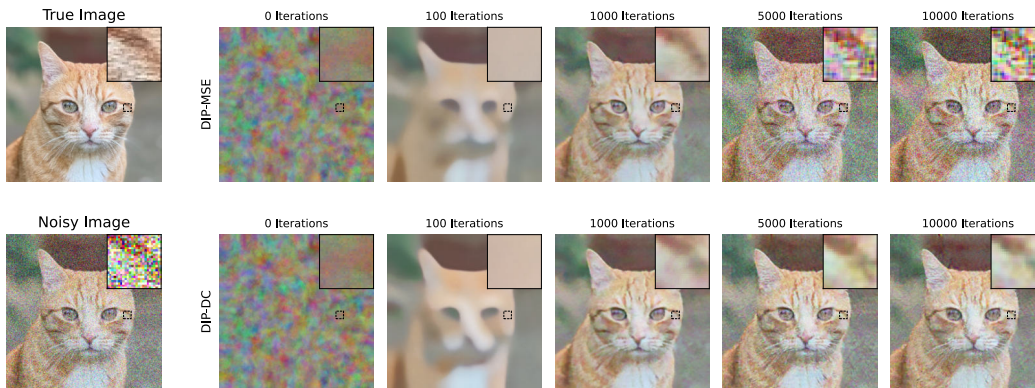 True Image
0 Iterations
100 Iterations
1000 Iterations
5000 Iterations
10000 Iterations
DIP-MSE
Noisy Image
0 Iterations
100 Iterations
1000 Iterations
5000 Iterations
10000 Iterations
DIP-DC